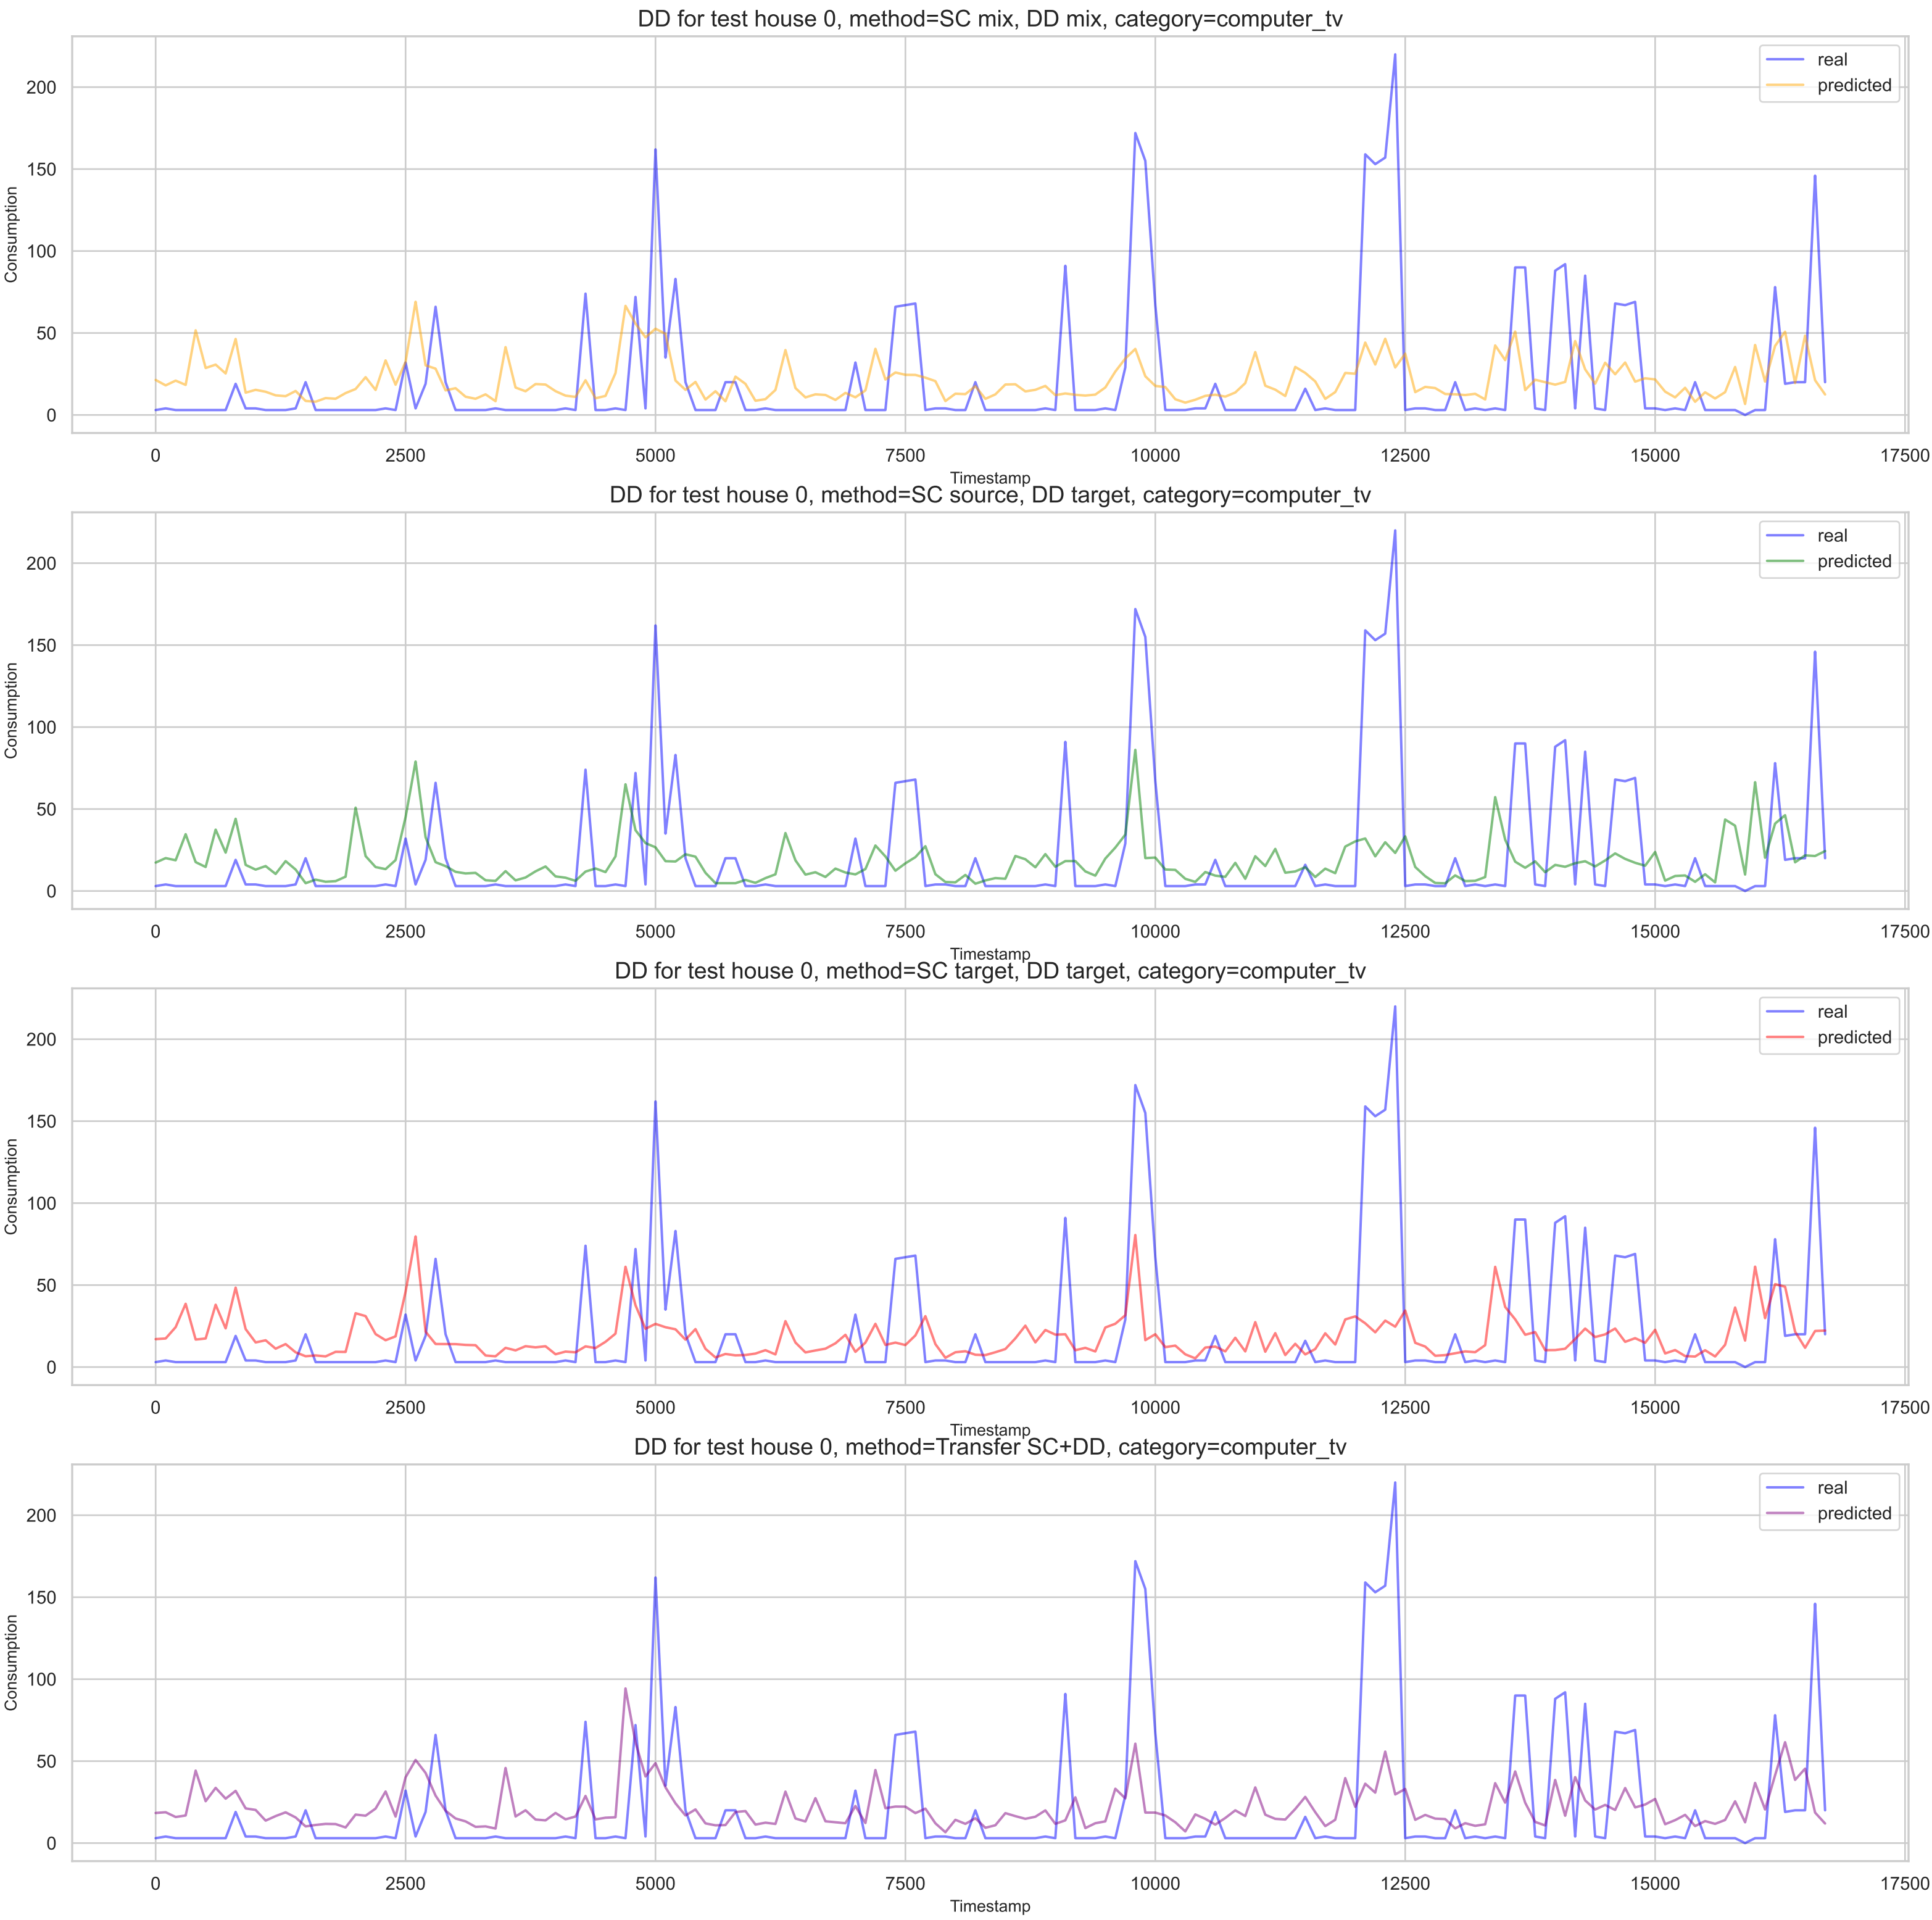 DD for test house 0, method=SC mix, DD mix, category=computer_tv
real
predicted
200
150
100
50
0
Consumption
0 2500 5000 7500 10000 12500 15000 17500
Timestamp
DD for test house 0, method=SC source, DD target, category=computer_tv
real
predicted
200
150
100
50
0
Consumption
0 2500 5000 7500 10000 12500 15000 17500
Timestamp
DD for test house 0, method=SC target, DD target, category=computer_tv
real
predicted
200
150
100
50
0
Consumption
0 2500 5000 7500 10000 12500 15000 17500
Timestamp
DD for test house 0, method=Transfer SC+DD, category=computer_tv
real
predicted
200
150
100
50
0
Consumption
0 2500 5000 7500 10000 12500 15000 17500
Timestamp